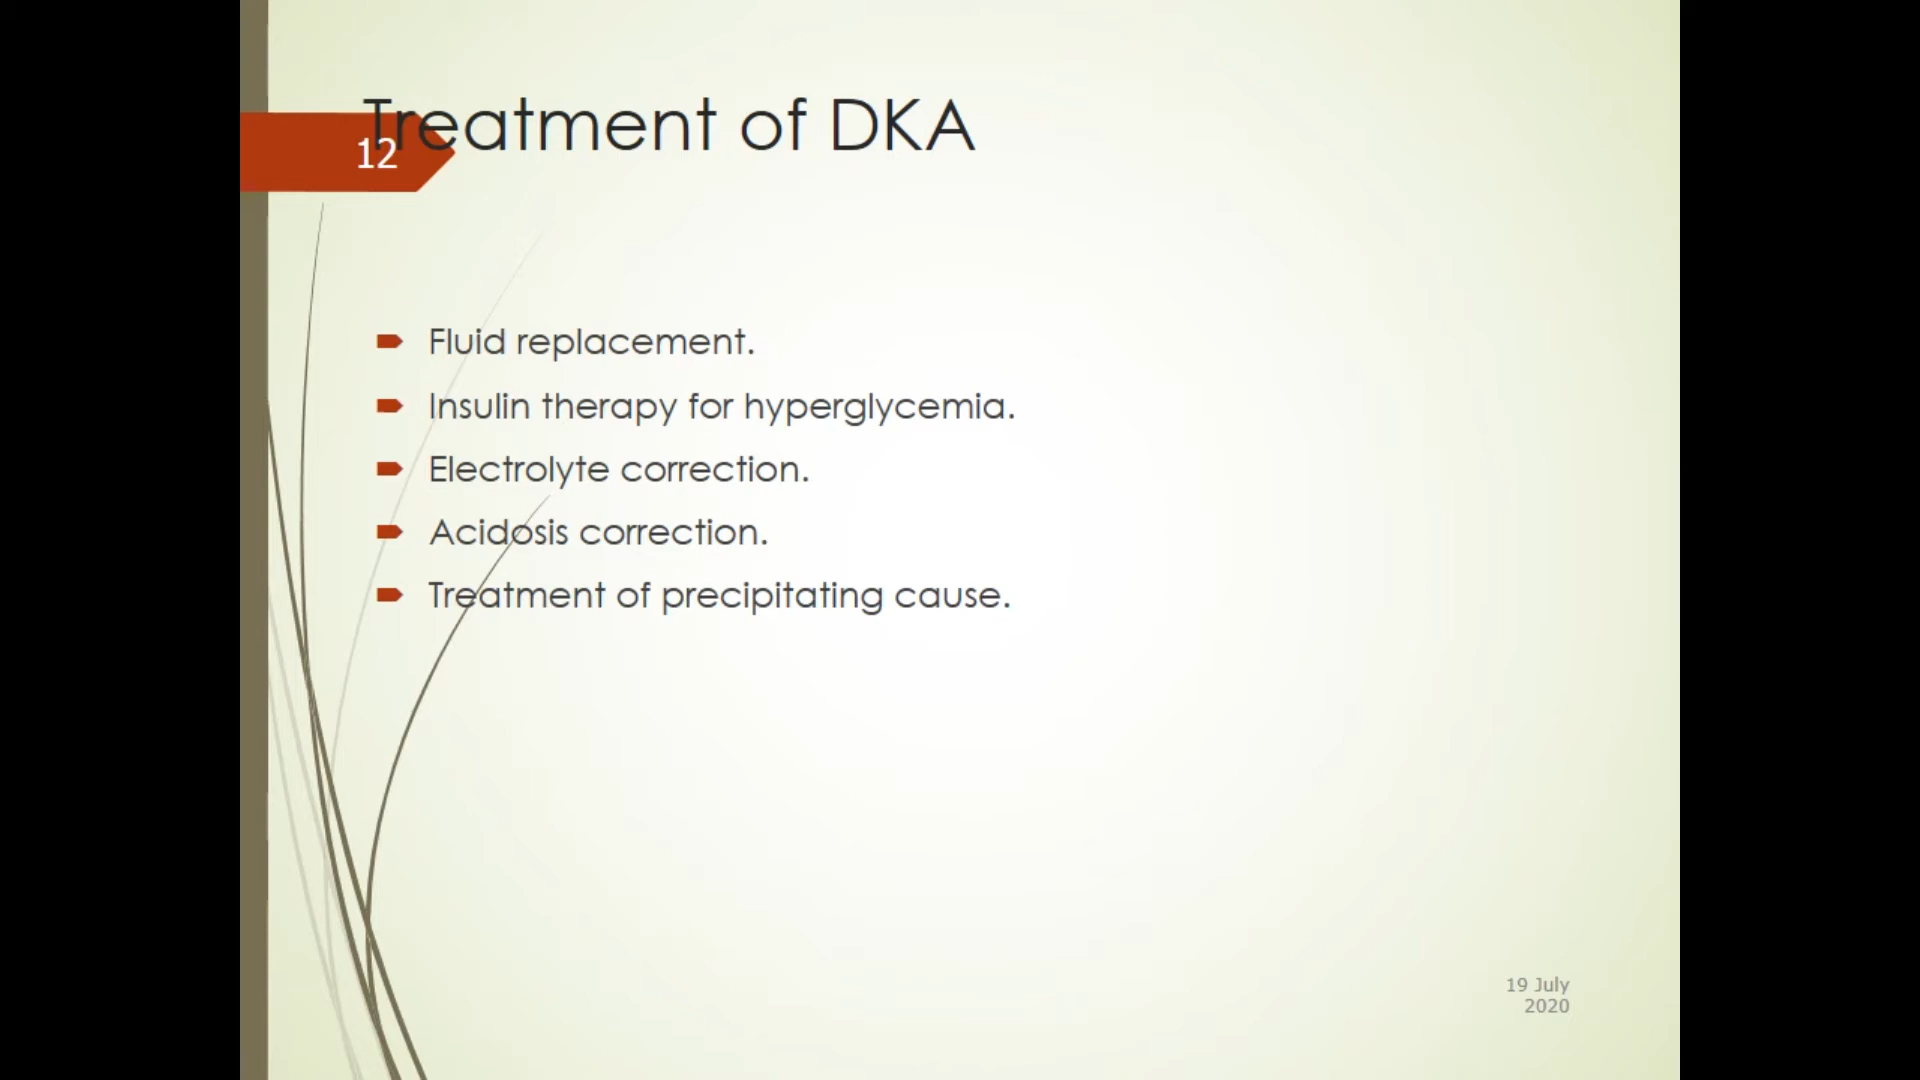 Treatment of DKA
12
Fluid replacement.
Insulin therapy for hyperglycemia.
Electrolyte correction.
Acidosis correction.
Treatment of precipitating cause.
19 July
2020